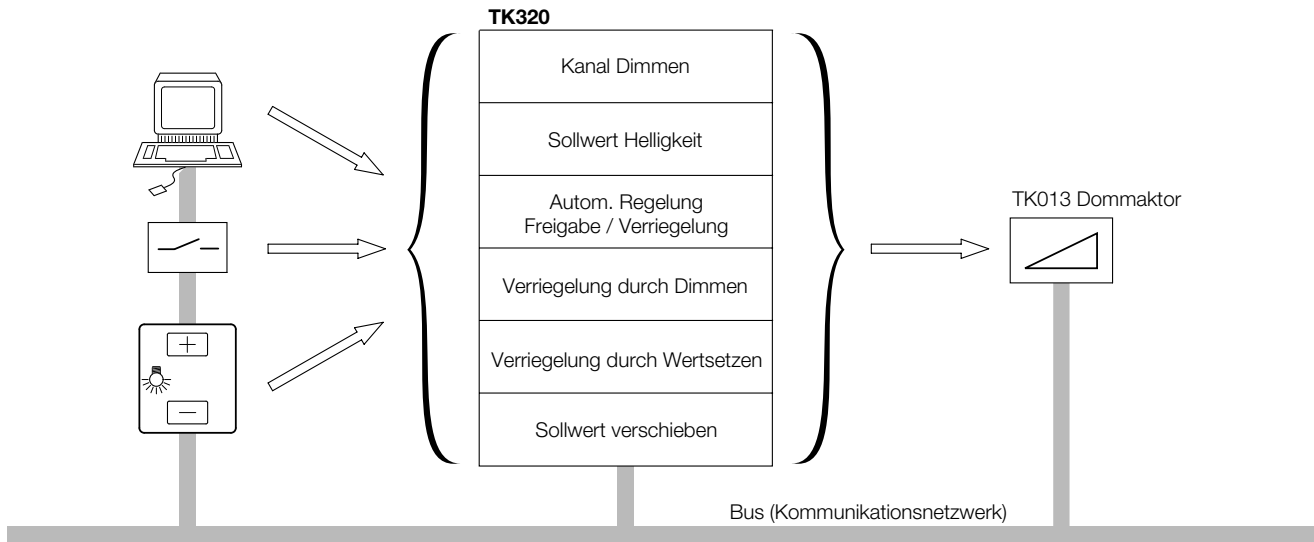 TK320
Kanal Dimmen
Sollwert Helligkeit
Autom. Regelung
Freigabe / Verriegelung
Verriegelung durch Dimmen
Verriegelung durch Wertsetzen
Sollwert verschieben
TK013 Dommaktor
Bus (Kommunikationsnetzwerk)